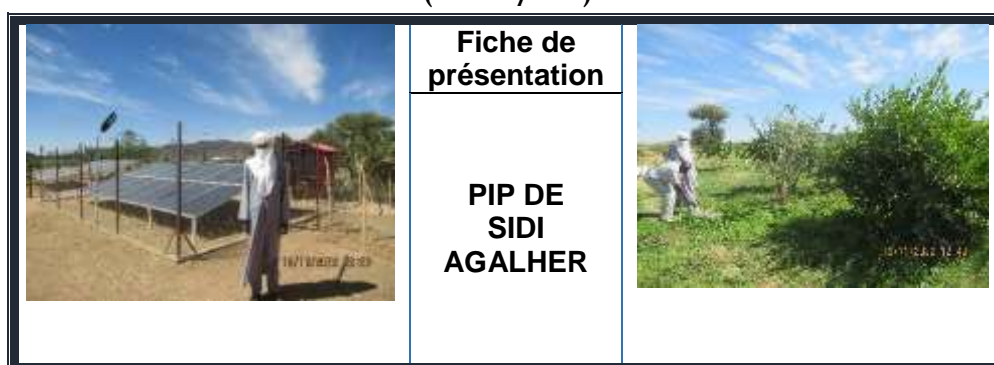 Fiche de
présentation
PIP DE
SIDI
AGALHER